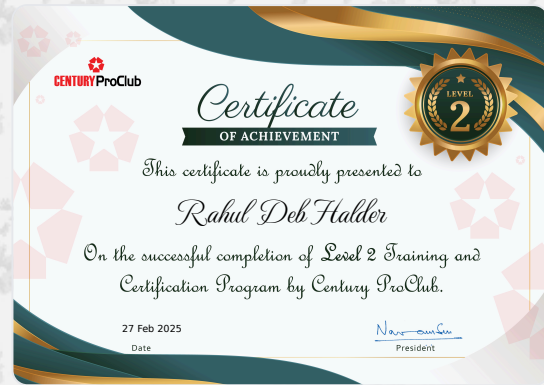 CENTURY ProClub
LEVEL
2
Certificate
OF ACHIEVEMENT
This certificate is proudly presented to
Rahul Deb Halder
On the successful completion of Level 2 Training and
Certification Program by Century ProClub.
27 Feb 2025
Date
President